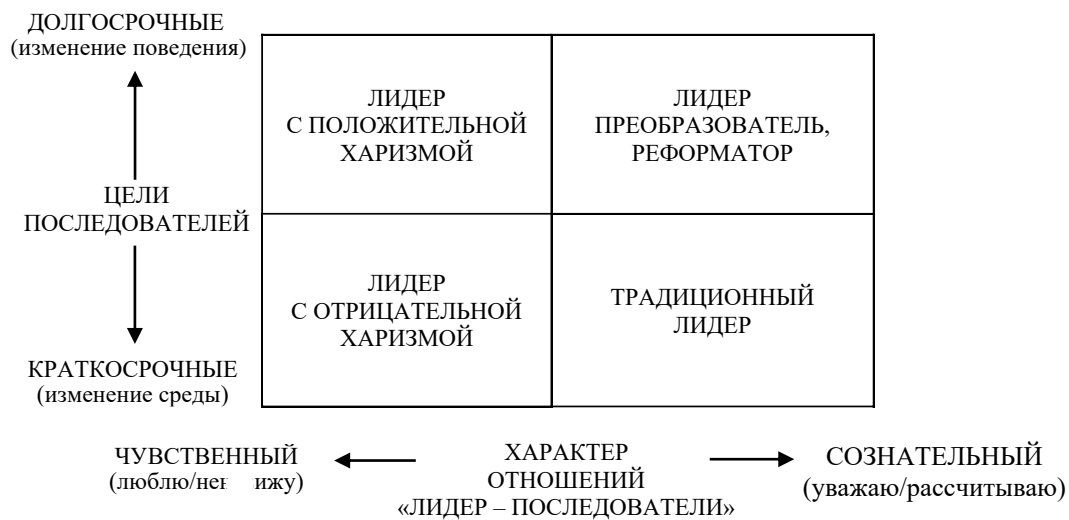 ДОЛГОСРОЧНЫЕ
(изменение поведения)
ЛИДЕР
С ПОЛОЖИТЕЛЬНОЙ
ХАРИЗМОЙ
ЛИДЕР
ПРЕОБРАЗОВАТЕЛЬ,
РЕФОРМАТОР
ЦЕЛИ
ПОСЛЕДОВАТЕЛЕЙ
ЛИДЕР
С ОТРИЦАТЕЛЬНОЙ
ХАРИЗМОЙ
ТРАДИЦИОННЫЙ
ЛИДЕР
КРАТКОСРОЧНЫЕ
(изменение среды)
ЧУВСТВЕННЫЙ
(люблю/
ХАРАКТЕР
ОТНОШЕНИЙ
«ЛИДЕР – ПОСЛЕДОВАТЕЛИ»
СОЗНАТЕЛЬНЫЙ
(уважаю/рассчитываю)